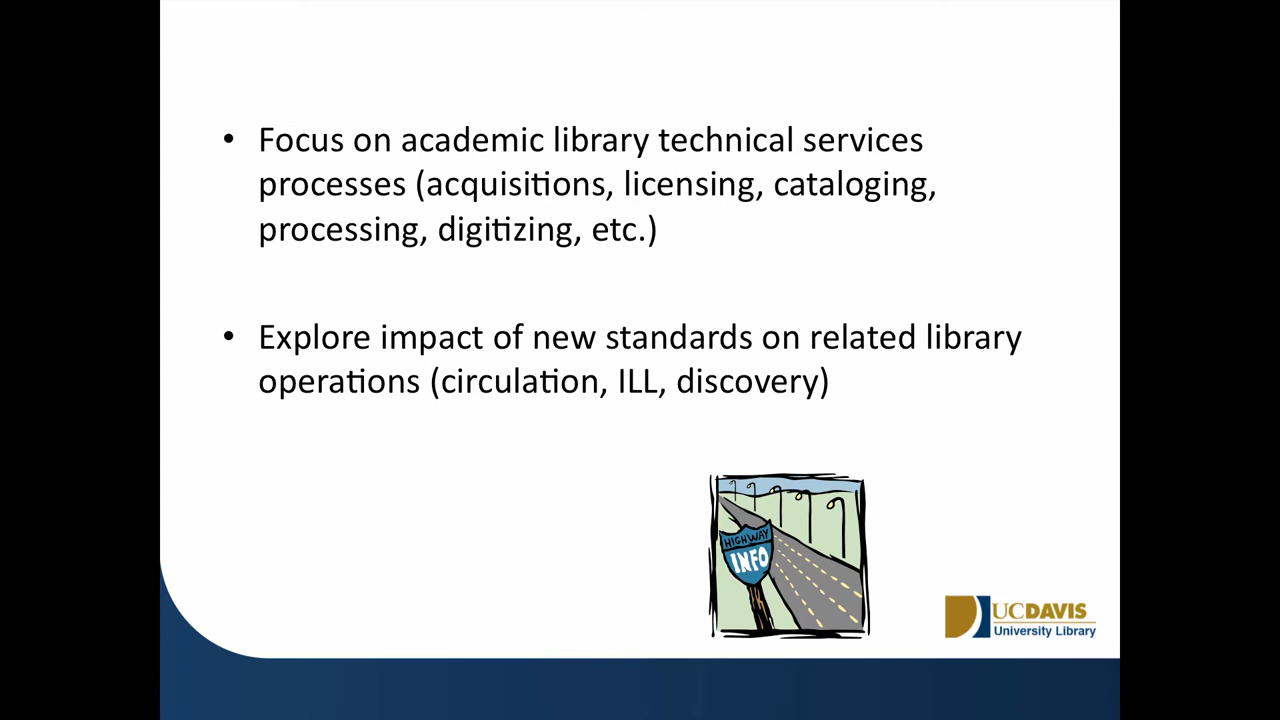 • Focus on academic library technical services
processes (acquisitions, licensing, cataloging,
processing, digitizing, etc.)
• Explore impact of new standards on related library
operations (circulation, ILL, discovery)
HIGHWAY
INFO
UCDAVIS
University Library